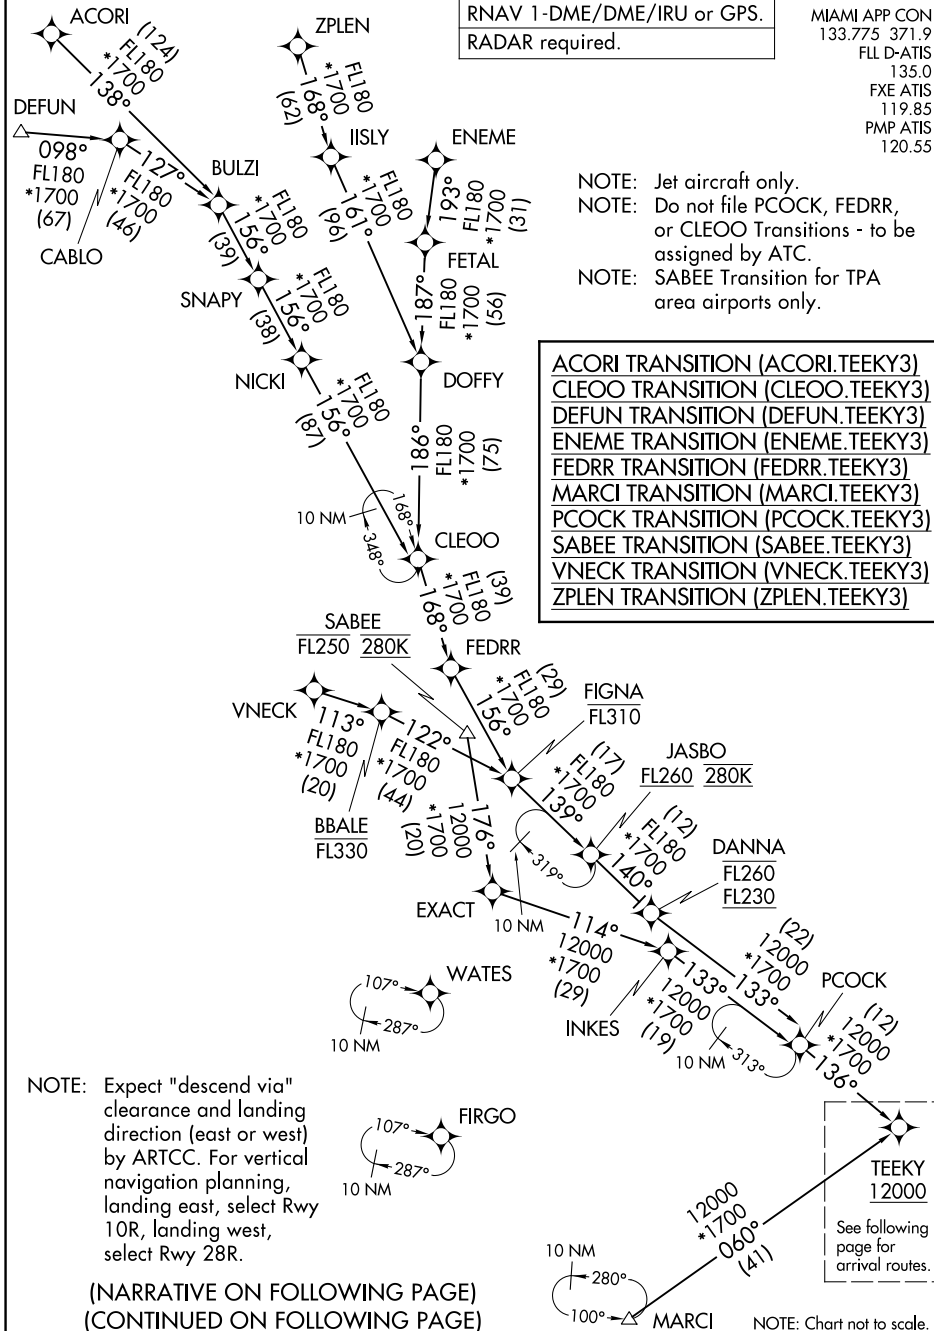 RNAV 1-DME/DME/IRU or GPS.
RADAR required.
MIAMI APP CON
133.775 371.9
FLL D-ATIS
135.0
FXE ATIS
119.85
PMP ATIS
120.55
ACORI
(124)
FL180
*1700
138°
ZPLEN
FL180
*1700
168°
(62)
DEFUN
098°
FL180
*1700
(67)
CABLO
127°
FL180
*1700
(46)
BULZI
FL180
*1700
156°
(39)
IISLY
FL180
*1700
161°
(96)
ENEME
193°
FL180
*1700
(31)
FETAL
187°
FL180
*1700
(56)
NOTE: Jet aircraft only.
NOTE: Do not file PCOCK, FEDRR,
or CLEOO Transitions - to be
assigned by ATC.
NOTE: SABEE Transition for TPA
area airports only.
SNAPY
FL180
*1700
156°
(38)
NICKI
FL180
*1700
156°
(87)
DOFFY
186°
FL180
*1700
(75)
ACORI TRANSITION (ACORI.TEEKY3)
CLEOO TRANSITION (CLEOO.TEEKY3)
DEFUN TRANSITION (DEFUN.TEEKY3)
ENEME TRANSITION (ENEME.TEEKY3)
FEDRR TRANSITION (FEDRR.TEEKY3)
MARCI TRANSITION (MARCI.TEEKY3)
PCOCK TRANSITION (PCOCK.TEEKY3)
SABEE TRANSITION (SABEE.TEEKY3)
VNECK TRANSITION (VNECK.TEEKY3)
ZPLEN TRANSITION (ZPLEN.TEEKY3)
10 NM
168°
348°
CLEOO
(39)
FL180
*1700
168°
SABEE
FL250 280K
FEDRR
(29)
FL180
*1700
156°
VNECK
113°
FL180
*1700
(20)
122°
FL180
*1700
(44)
BBALE
FL330
FIGNA
FL310
(17)
FL180
*1700
139°
JASBO
FL260 280K
(12)
FL180
*1700
140°
176°
12000
*1700
(20)
319°
10 NM
DANNA
FL260
FL230
EXACT
114°
12000
*1700
(29)
(22)
12000
*1700
133°
INKES
133°
12000
*1700
(19)
PCOCK
313°
10 NM
(12)
12000
*1700
136°
WATES
107°
287°
10 NM
FIRGO
107°
287°
10 NM
NOTE: Expect "descend via"
clearance and landing
direction (east or west)
by ARTCC. For vertical
navigation planning,
landing east, select Rwy
10R, landing west,
select Rwy 28R.
TEEKY
12000
See following
page for
arrival routes.
12000
*1700
060°
(41)
10 NM
280°
100°
MARCI
(NARRATIVE ON FOLLOWING PAGE)
(CONTINUED ON FOLLOWING PAGE)
NOTE: Chart not to scale.